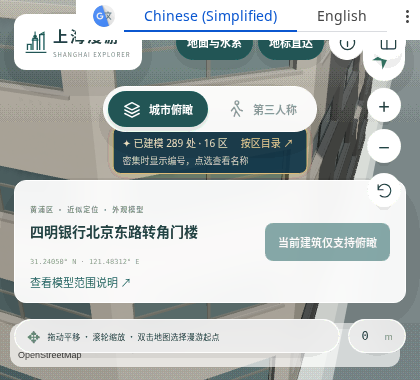 Chinese (Simplified)
English
上海漫游
SHANGHAI EXPLORER
地面与水系
地标直达
城市俯瞰
第三人称
✦ 已建模 289 处 · 16 区 按区目录 ↗
密集时显示编号，点选查看名称
黄浦区 · 近似定位 · 外观模型
四明银行北京东路转角门楼
当前建筑仅支持俯瞰
31.24050° N · 121.48312° E
查看模型范围说明 ↗
拖动平移 · 滚轮缩放 · 双击地图选择漫游起点
0 m
OpenStreetMap